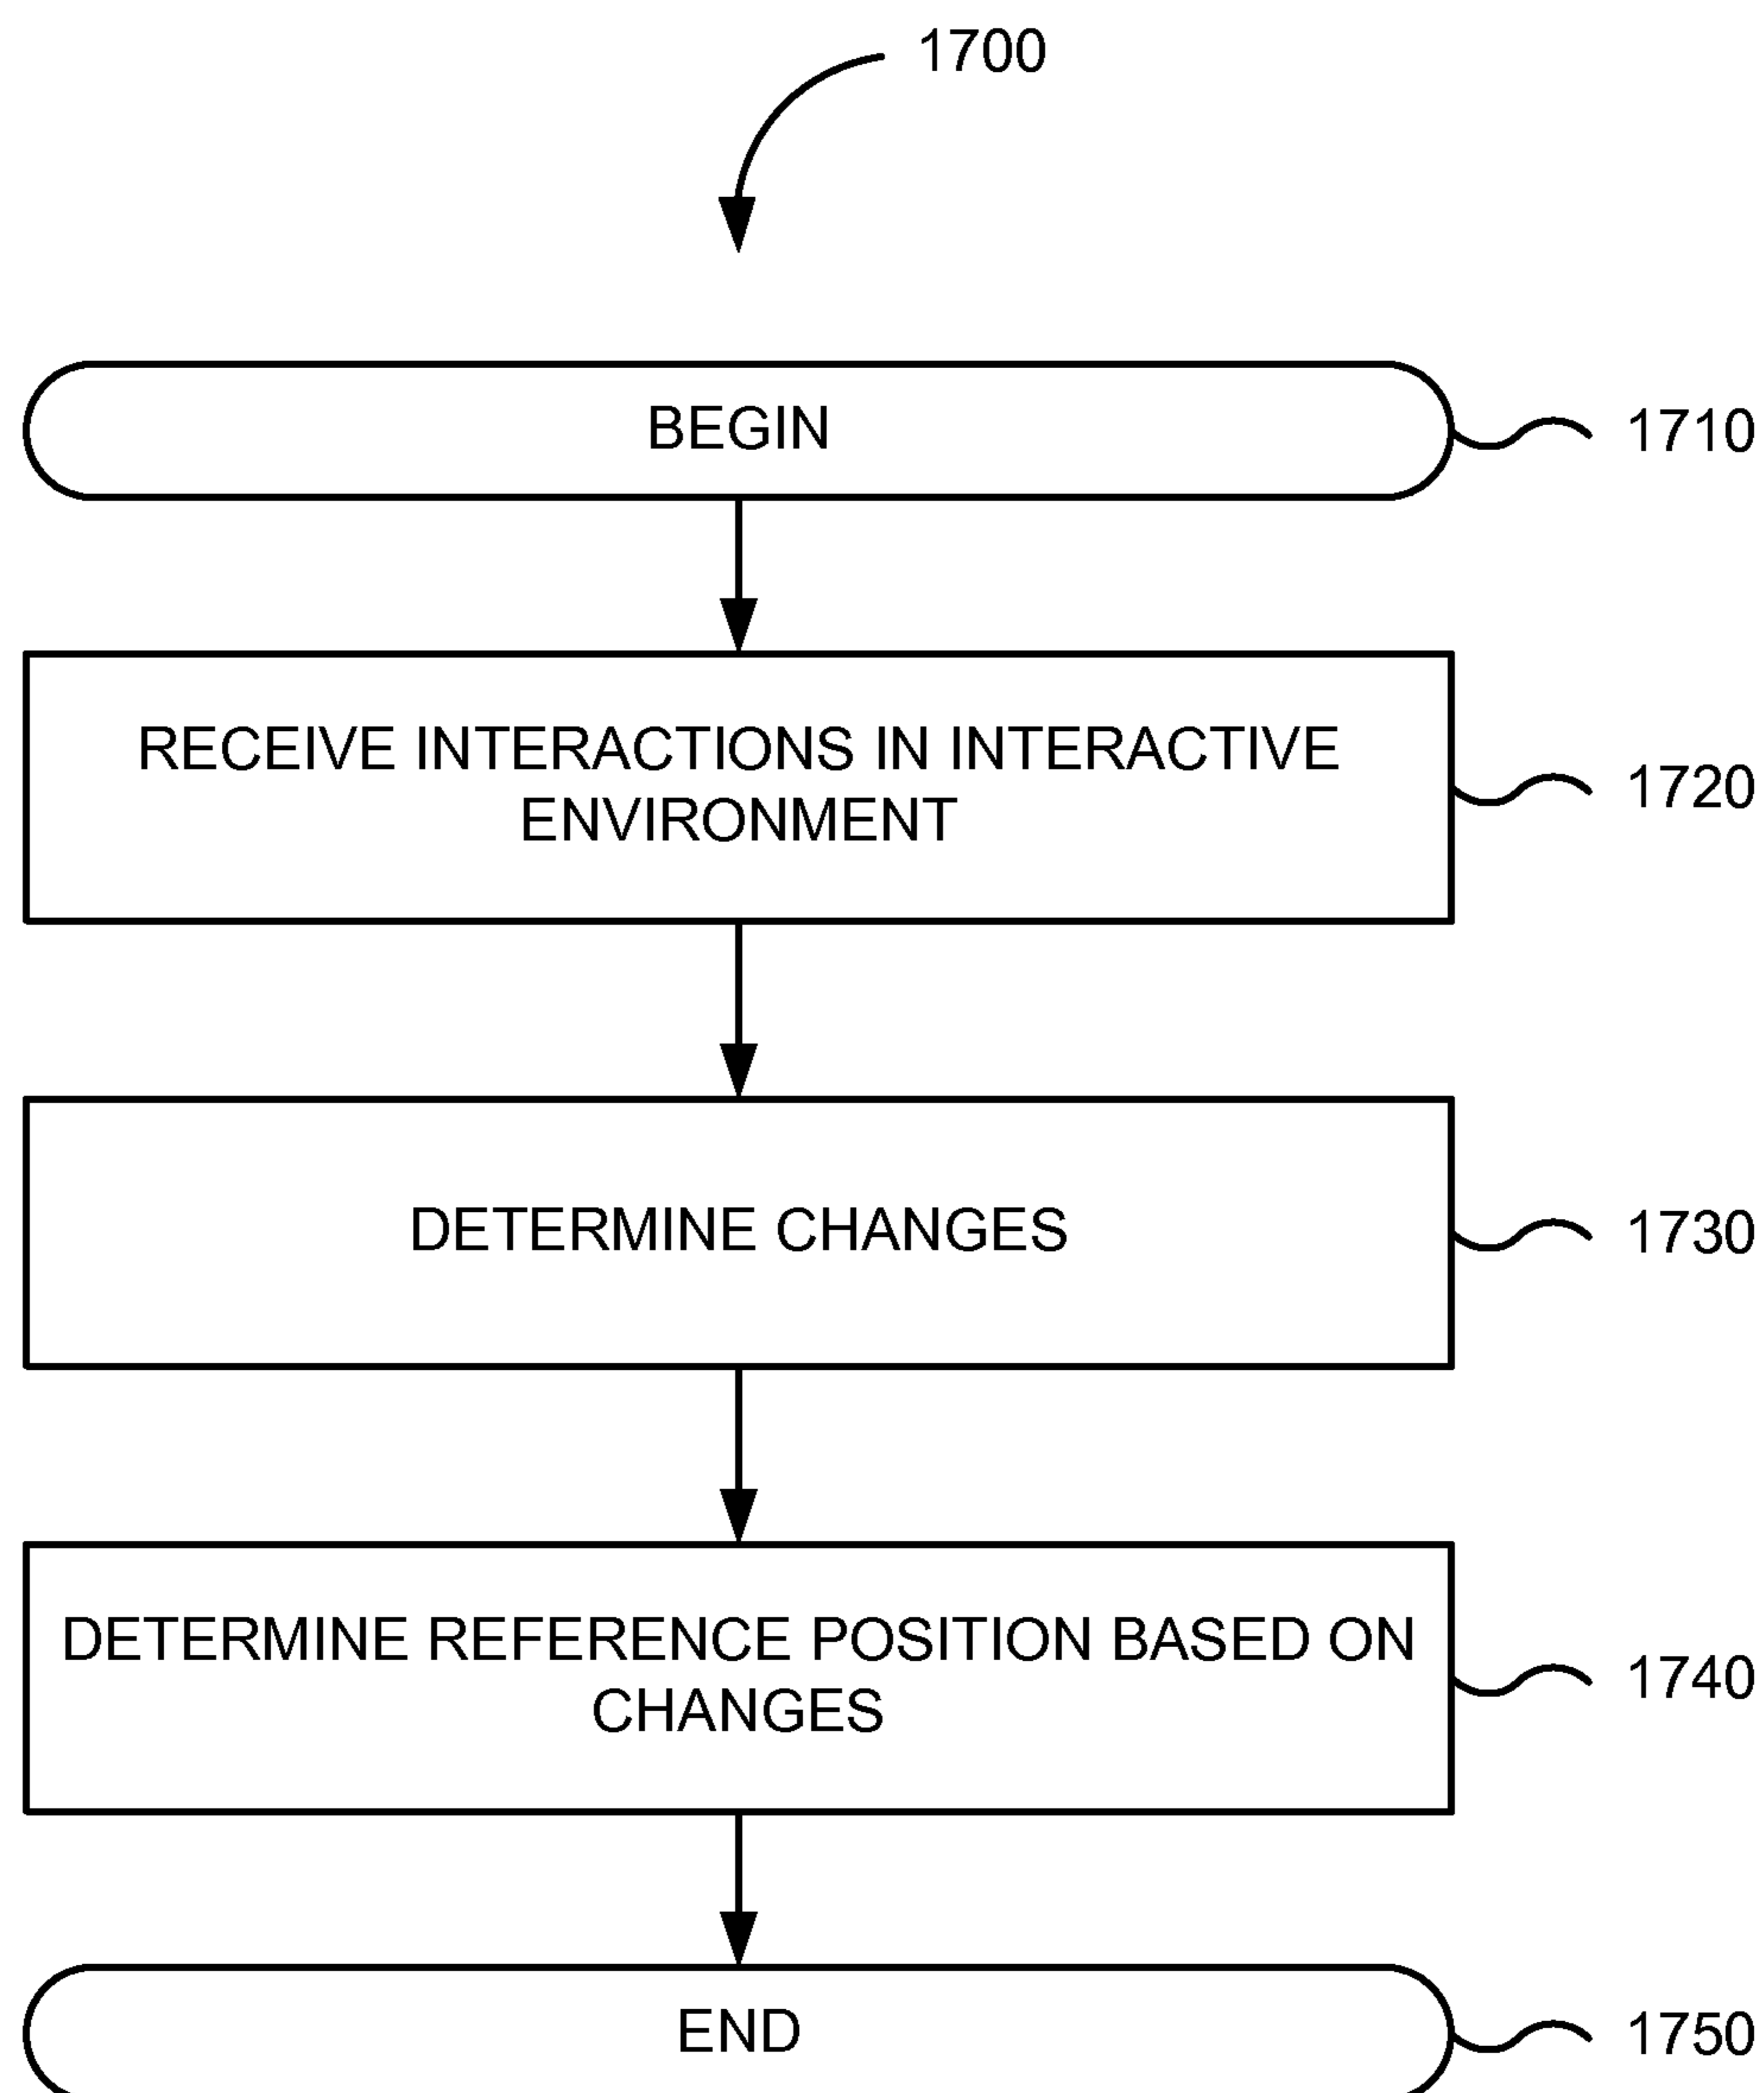 1700
BEGIN
1710
RECEIVE INTERACTIONS IN INTERACTIVE
ENVIRONMENT
1720
DETERMINE CHANGES
1730
DETERMINE REFERENCE POSITION BASED ON
CHANGES
1740
END
1750